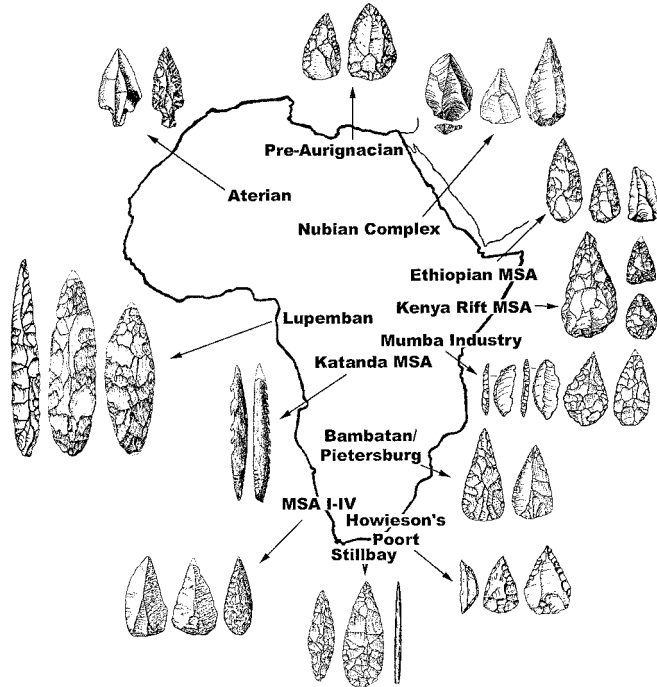 Pre-Aurignacian
Aterian
Nubian Complex
Ethiopian MSA
Kenya Rift MSA
Lupemban
Mumba Industry
Katanda MSA
Bambatan/
Pietersburg
MSA I-IV
Howieson's
Poort
Stillbay